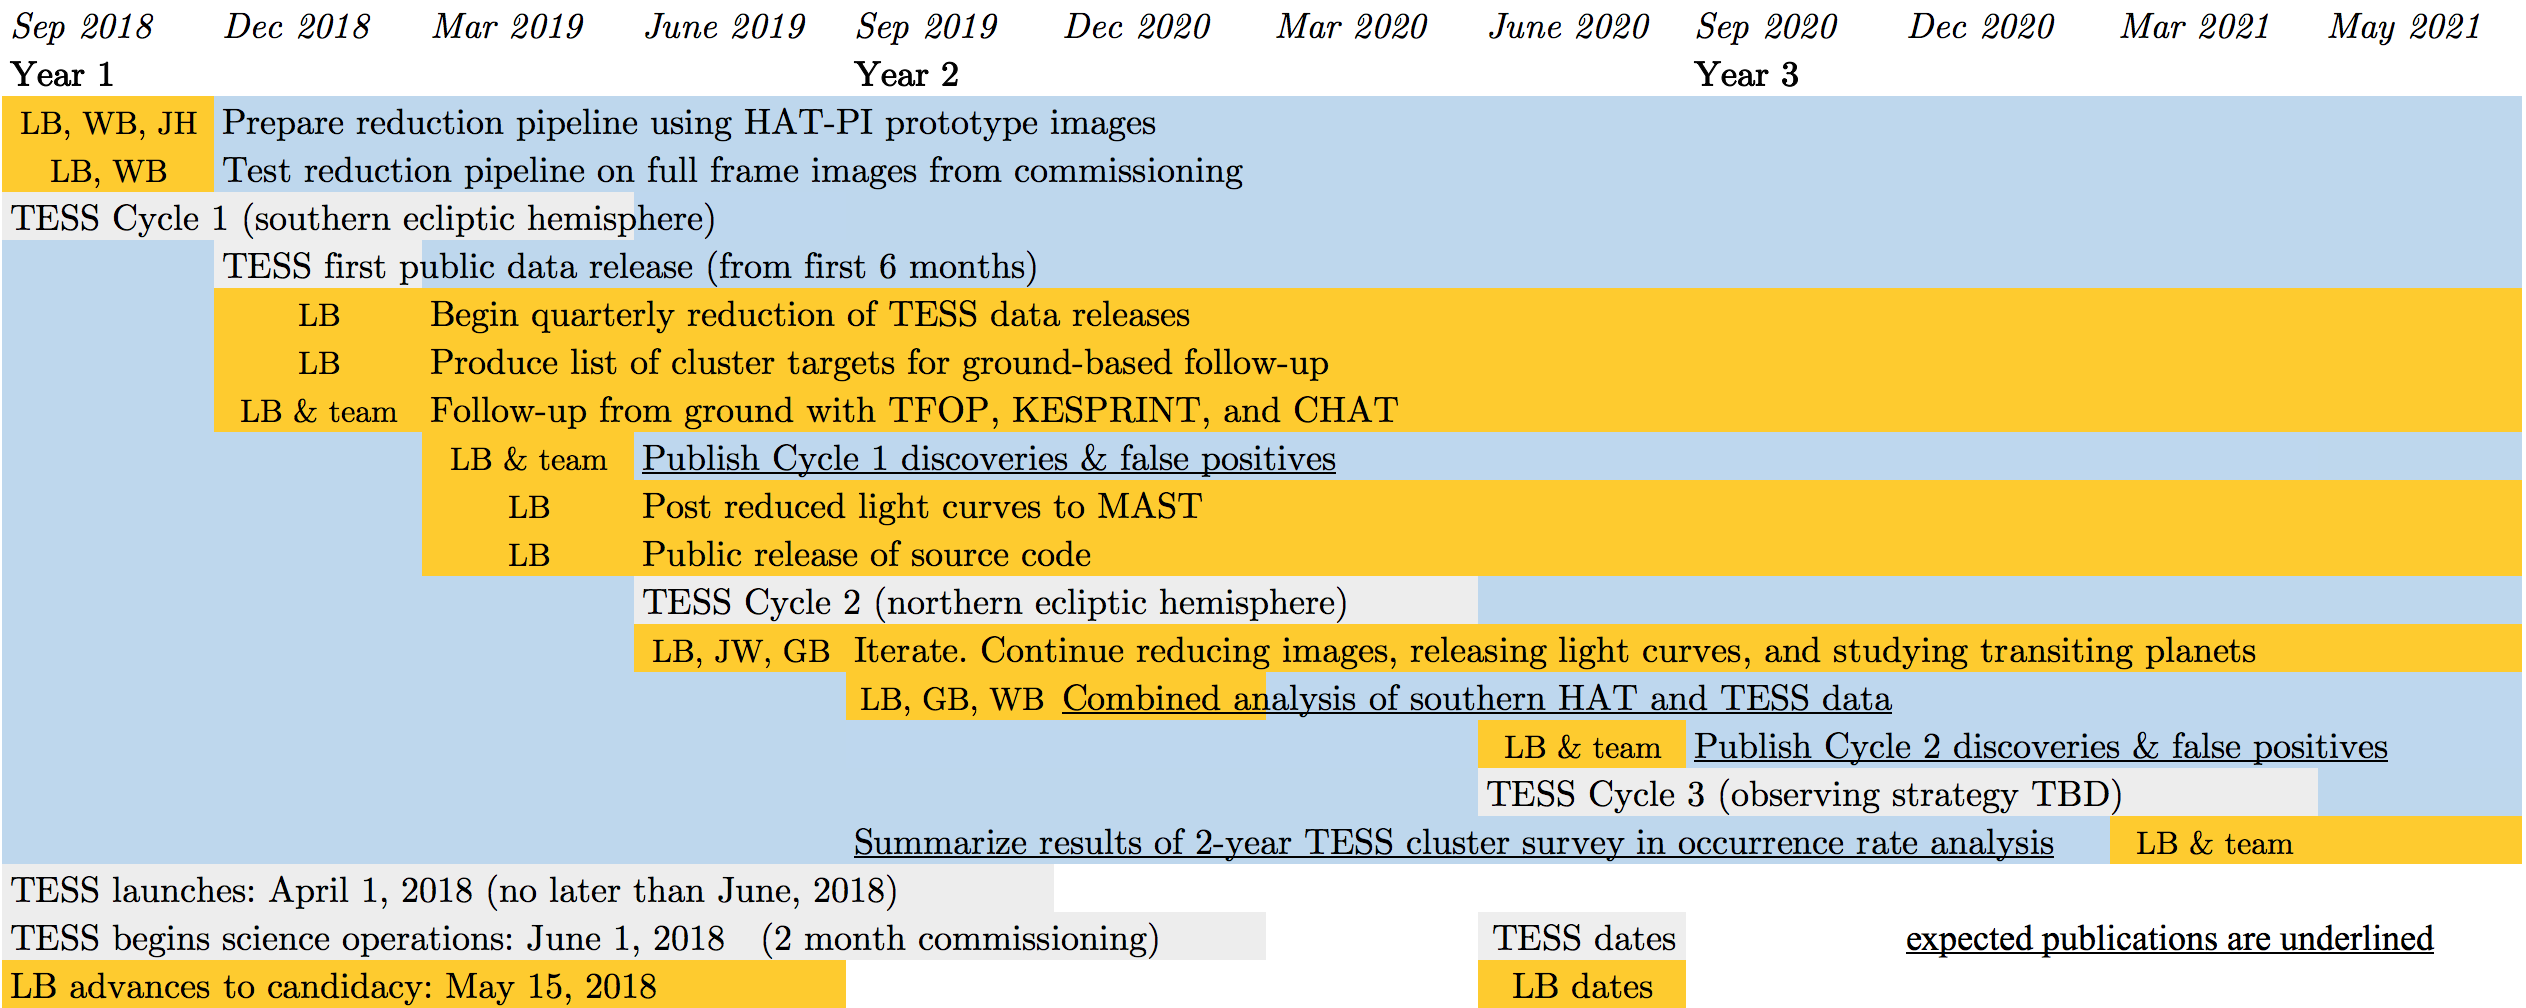 Sep 2018 Dec 2018 Mar 2019 June 2019 Sep 2019 Dec 2020 Mar 2020 June 2020 Sep 2020 Dec 2020 Mar 2021 May 2021
Year 1 Year 2 Year 3
LB, WB, JH Prepare reduction pipeline using HAT-PI prototype images
LB, WB Test reduction pipeline on full frame images from commissioning
TESS Cycle 1 (southern ecliptic hemisphere)
TESS first public data release (from first 6 months)
LB Begin quarterly reduction of TESS data releases
LB Produce list of cluster targets for ground-based follow-up
LB & team Follow-up from ground with TFOP, KESPRINT, and CHAT
LB & team Publish Cycle 1 discoveries & false positives
LB Post reduced light curves to MAST
LB Public release of source code
TESS Cycle 2 (northern ecliptic hemisphere)
LB, JW, GB Iterate. Continue reducing images, releasing light curves, and studying transiting planets
LB, GB, WB Combined analysis of southern HAT and TESS data
LB & team Publish Cycle 2 discoveries & false positives
TESS Cycle 3 (observing strategy TBD)
Summarize results of 2-year TESS cluster survey in occurrence rate analysis LB & team
TESS launches: April 1, 2018 (no later than June, 2018)
TESS begins science operations: June 1, 2018 (2 month commissioning) TESS dates expected publications are underlined
LB advances to candidacy: May 15, 2018 LB dates